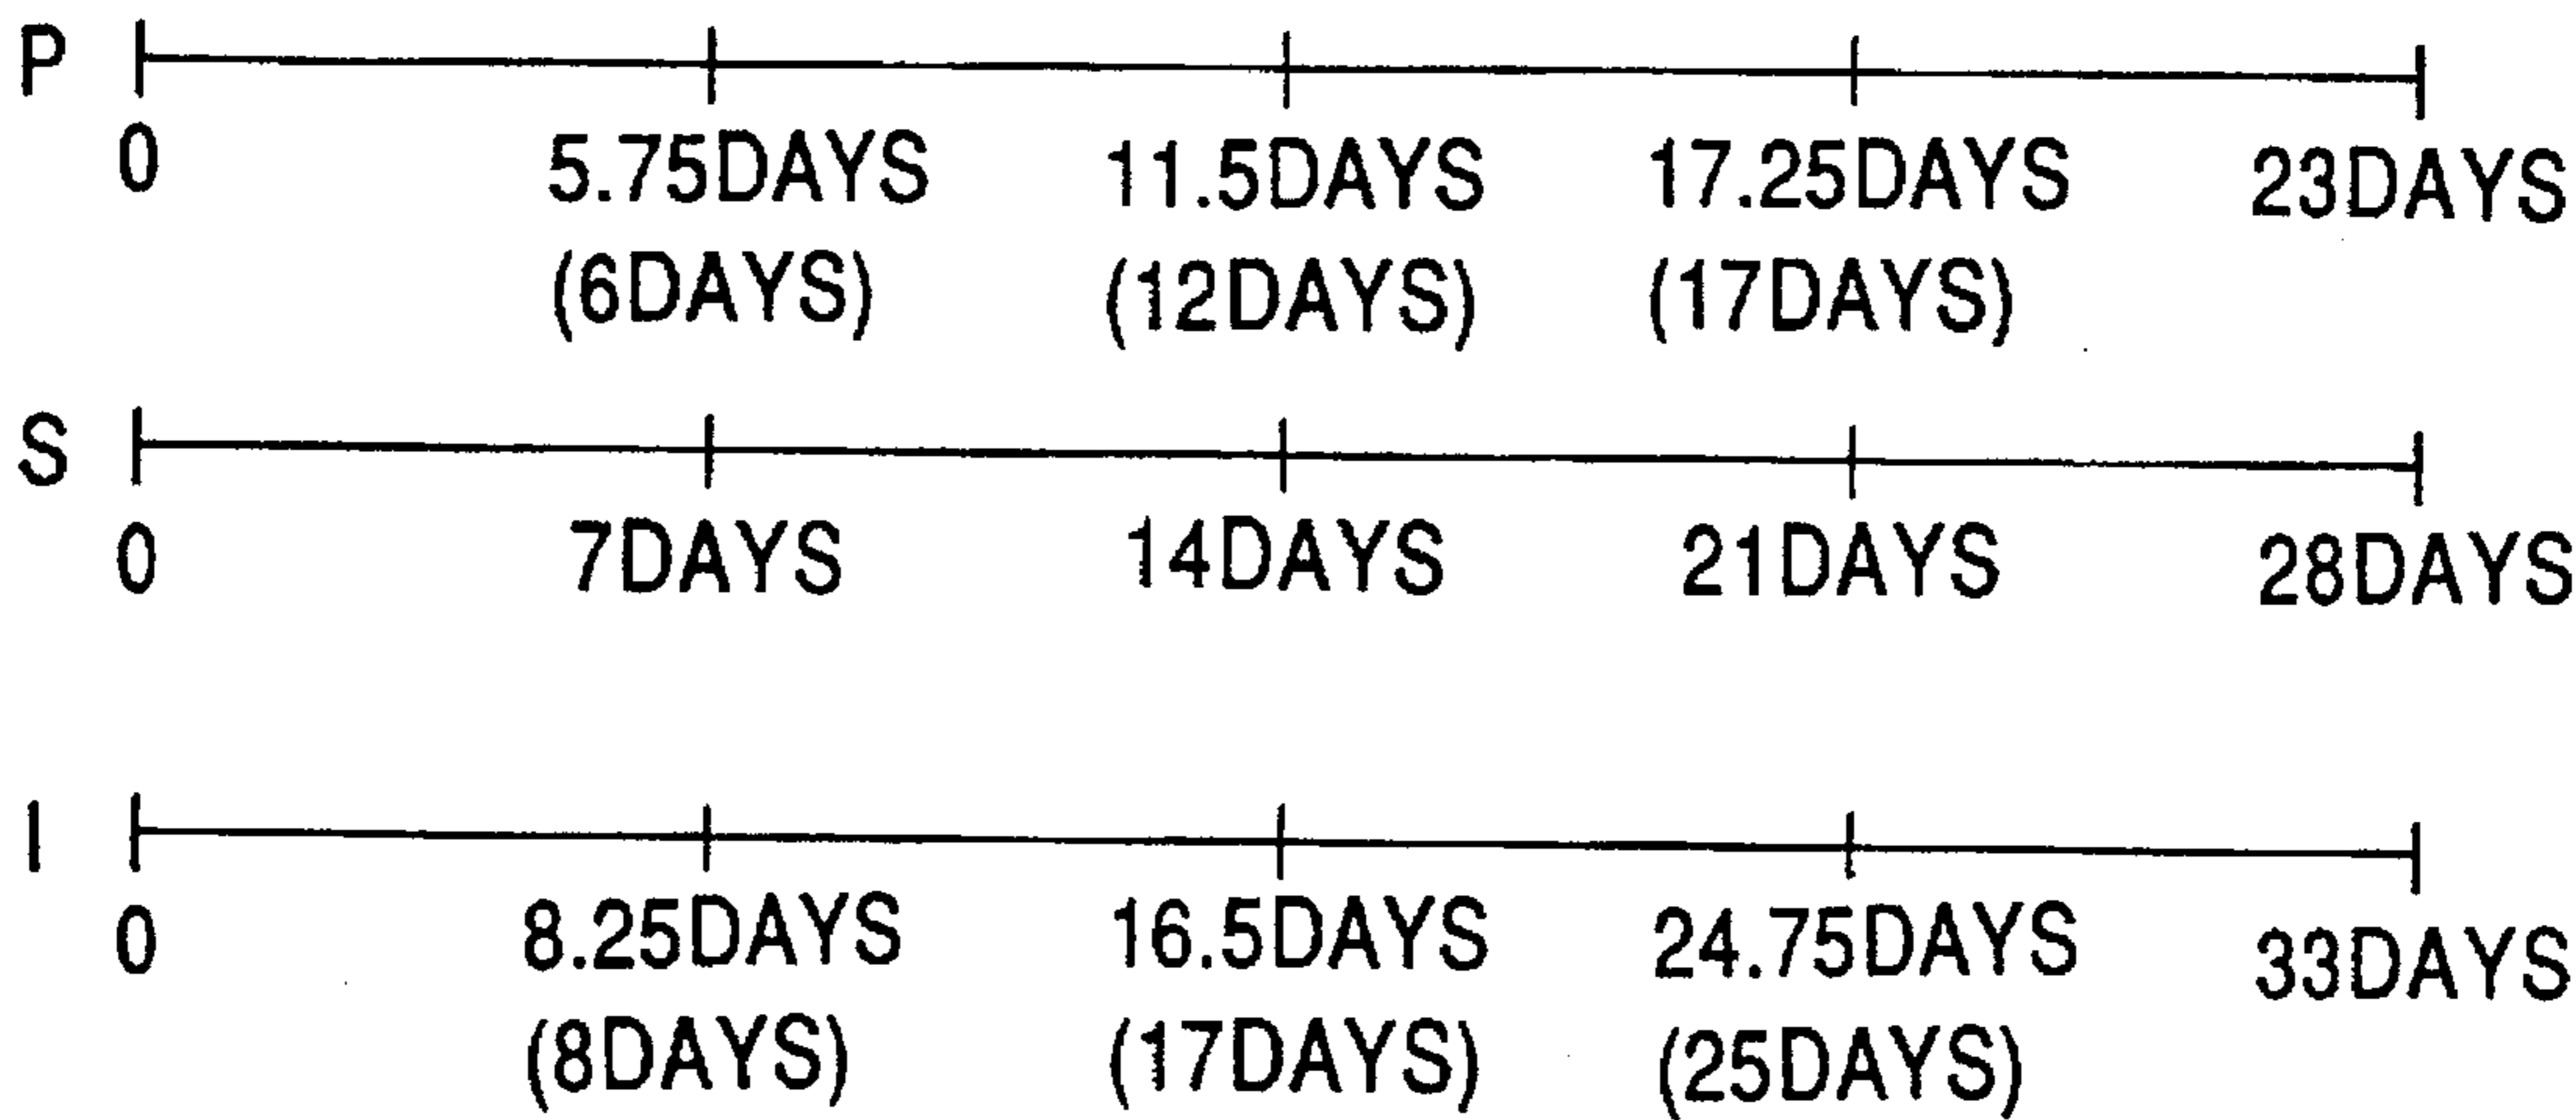 P
0 5.75DAYS 11.5DAYS 17.25DAYS 23DAYS
(6DAYS) (12DAYS) (17DAYS)
S
0 7DAYS 14DAYS 21DAYS 28DAYS
I
0 8.25DAYS 16.5DAYS 24.75DAYS 33DAYS
(8DAYS) (17DAYS) (25DAYS)